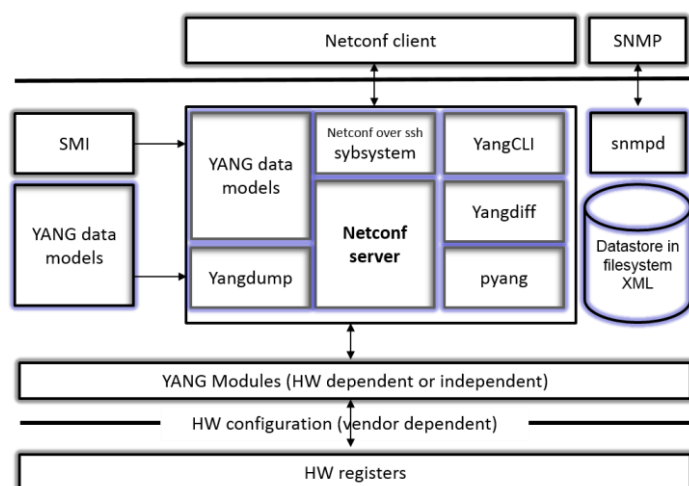 Netconf client
SNMP
SMI
YANG data
models
YANG data
models
Yangdump
Netconf over ssh
sybsystem
Netconf
server
YangCLI
Yangdiff
pyang
snmpd
Datastore in
filesystem
XML
YANG Modules (HW dependent or independent)
HW configuration (vendor dependent)
HW registers